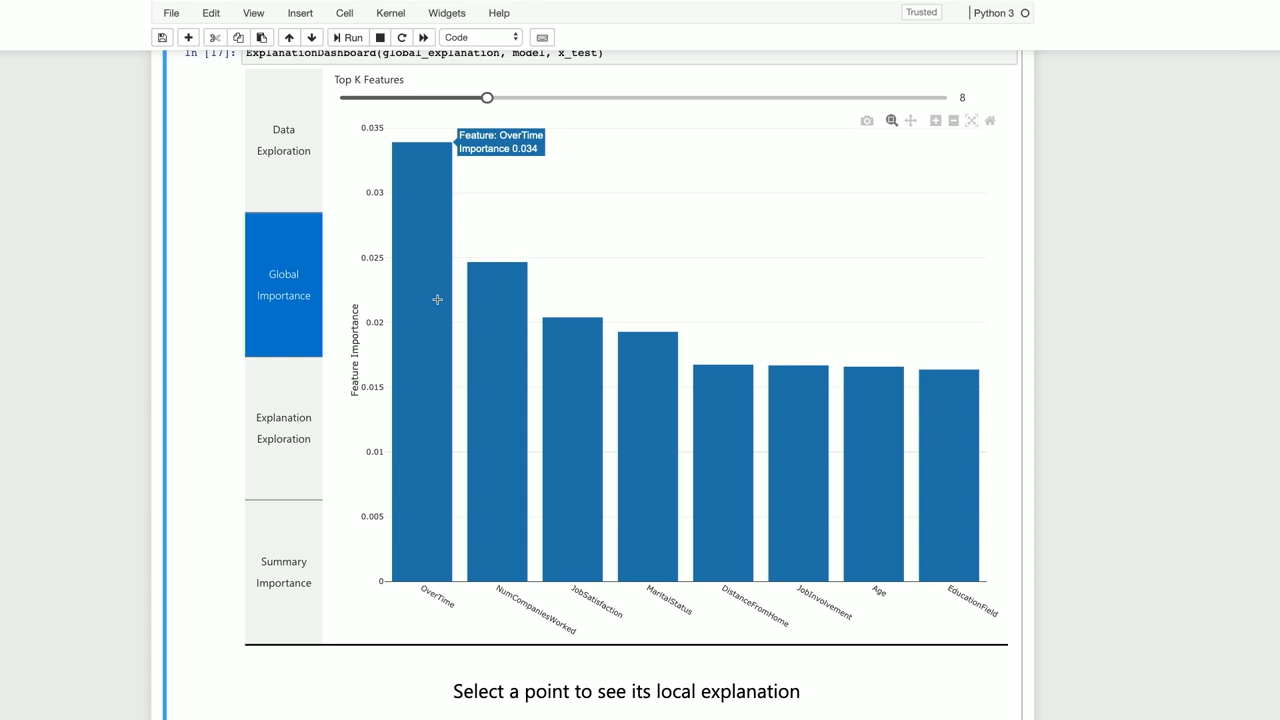 File Edit View Insert Cell Kernel Widgets Help Trusted Python 3
Run Code
In [17]: ExplanationDashboard(global_explanation, model, x_test)
Top K Features
8
Data
Exploration
Global
Importance
Explanation
Exploration
Summary
Importance
Feature: OverTime
Importance 0.034
Feature Importance
0.035
0.03
0.025
0.02
0.015
0.01
0.005
0
OverTime
NumCompaniesWorked
JobSatisfaction
MaritalStatus
DistanceFromHome
JobInvolvement
Age
EducationField
Select a point to see its local explanation